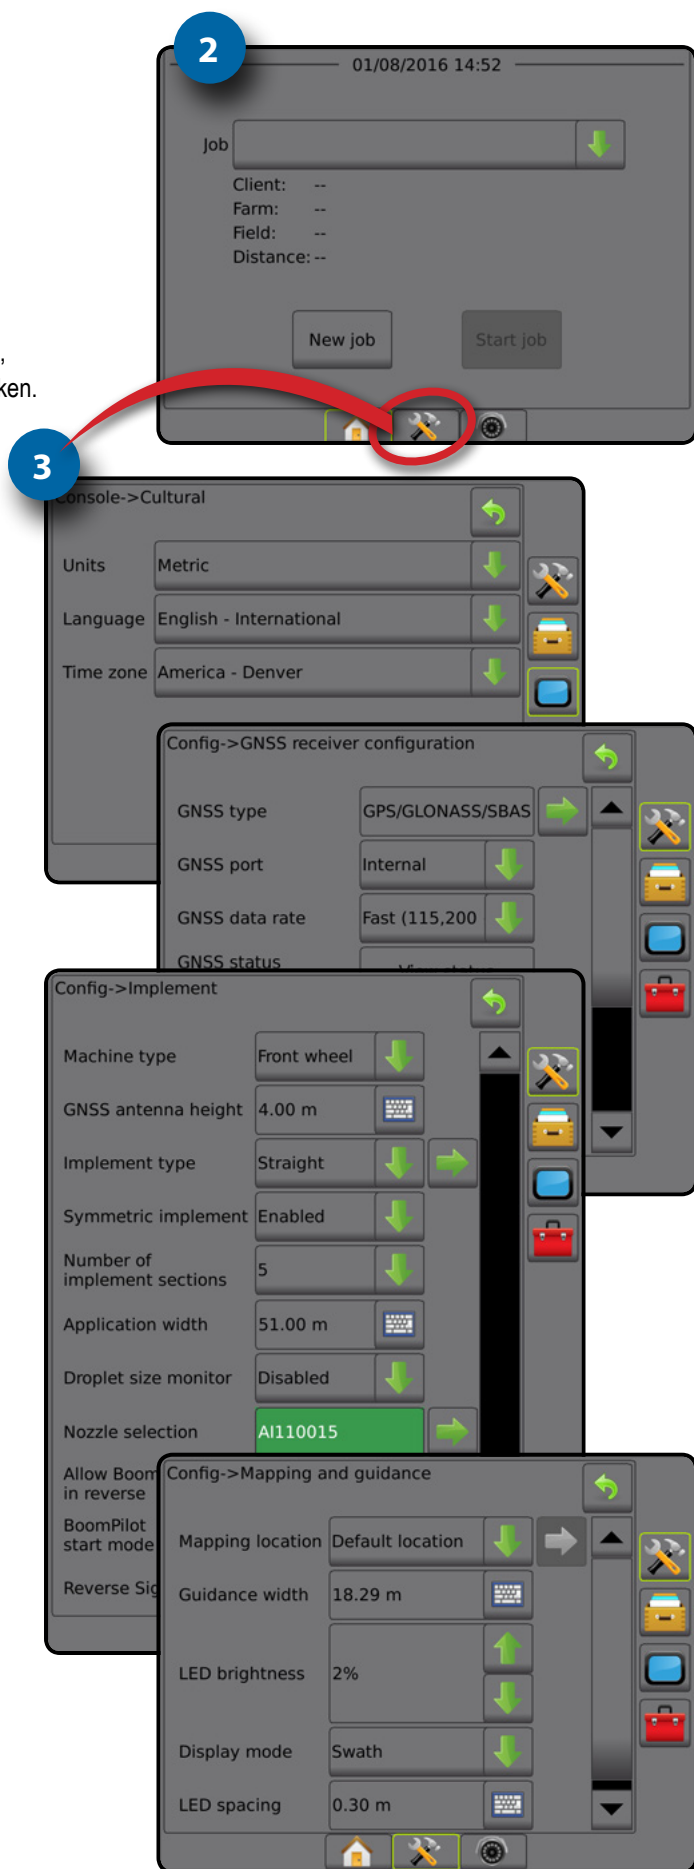 2
01/08/2016 14:52
Job
Client: --
Farm: --
Field: --
Distance: --
New job
Start job
,
ken.
3
Console->Cultural
Units Metric
Language English - International
Time zone America - Denver
Config->GNSS receiver configuration
GNSS type GPS/GLONASS/SBAS
GNSS port Internal
GNSS data rate Fast (115,200
GNSS status View status
Config->Implement
Machine type Front wheel
GNSS antenna height 4.00 m
Implement type Straight
Symmetric implement Enabled
Number of
implement sections 5
Application width 51.00 m
Droplet size monitor Disabled
Nozzle selection AI110015
Allow Boom
in reverse
BoomPilot
start mode
Reverse Sig
Config->Mapping and guidance
Mapping location Default location
Guidance width 18.29 m
LED brightness 2%
Display mode Swath
LED spacing 0.30 m